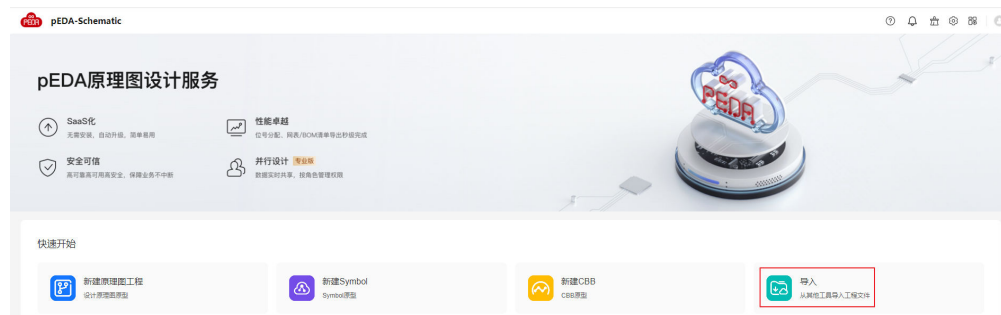 PEDA pEDA-Schematic
pEDA原理图设计服务
SaaS化
无需安装，自动升级，简单易用
性能卓越
位号分配、网表/BOM清单导出秒级完成
安全可信
高可靠高可用高安全，保障业务不中断
并行设计 专业版
数据实时共享，按角色管理权限
PEDA
快速开始
新建原理图工程
设计原理图原型
新建Symbol
Symbol原型
新建CBB
CBB原型
导入
从其他工具导入工程文件